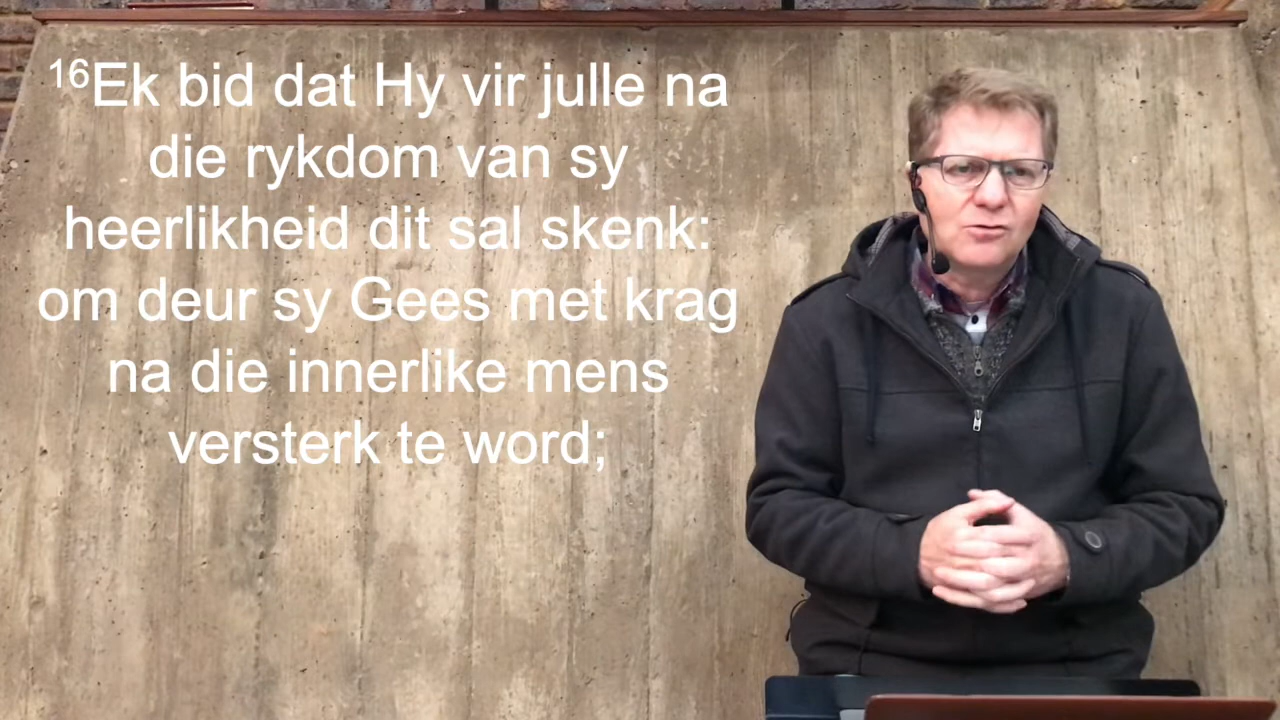 ¹⁶Ek bid dat Hy vir julle na
die rykdom van sy
heerlikheid dit sal skenk:
om deur sy Gees met krag
na die innerlike mens
versterk te word;